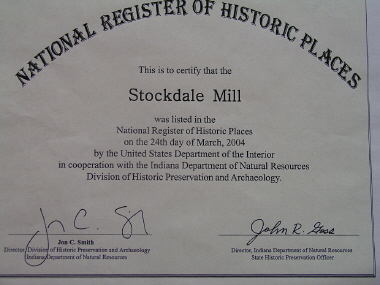 NATIONAL REGISTER OF HISTORIC PLACES
This is to certify that the
Stockdale Mill
was listed in the
National Register of Historic Places
on the 24th day of March, 2004
by the United States Department of the Interior
in cooperation with the Indiana Department of Natural Resources
Division of Historic Preservation and Archaeology.
John R. Goss
Jon C. Smith
Director, Division of Historic Preservation and Archaeology
Indiana Department of Natural Resources
Director, Indiana Department of Natural Resources
State Historic Preservation Officer